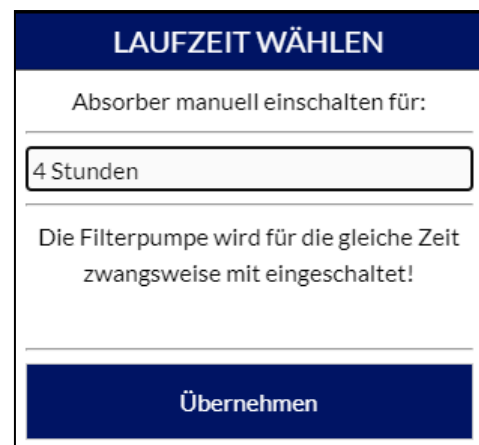 LAUFZEIT WÄHLEN
Absorber manuell einschalten für:
4 Stunden
Die Filterpumpe wird für die gleiche Zeit
zwangsweise mit eingeschaltet!
Übernehmen